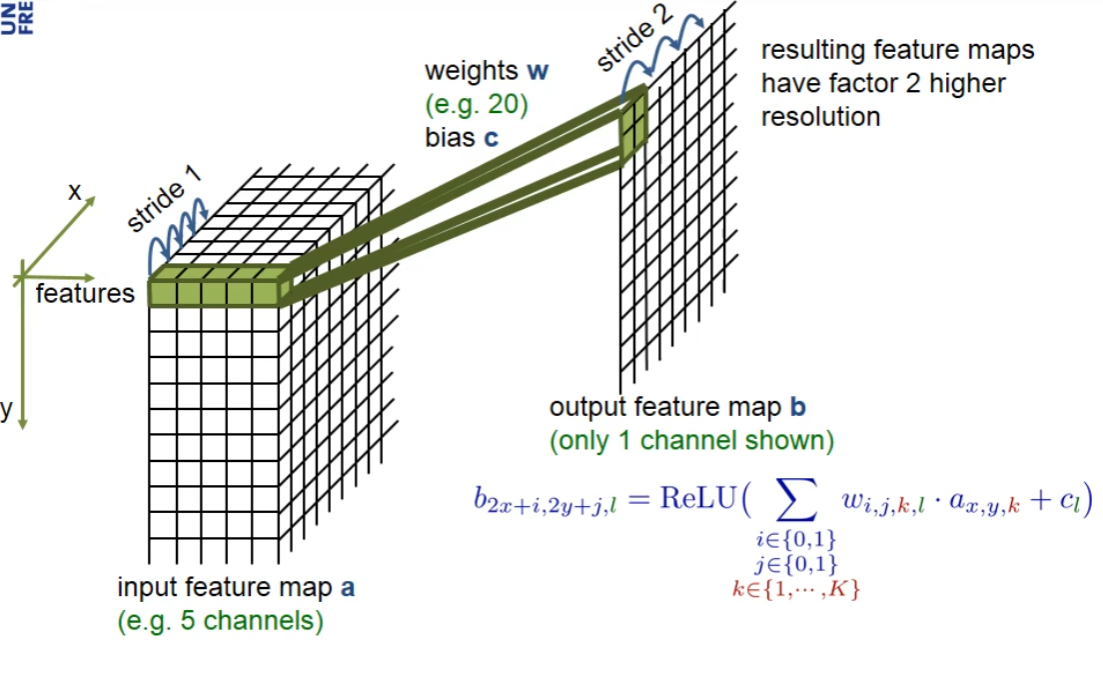 UN
FRE
weights w
(e.g. 20)
bias c
stride 2
resulting feature maps
have factor 2 higher
resolution
x
stride 1
features
y
output feature map b
(only 1 channel shown)
b_{2x+i,2y+j,l} = ReLU( ∑_{i∈{0,1} j∈{0,1} k∈{1,⋯,K}} w_{i,j,k,l} · a_{x,y,k} + c_l )
input feature map a
(e.g. 5 channels)